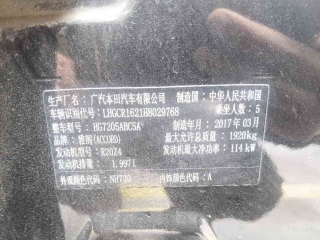 生产厂名：广汽本田汽车有限公司 制造国：中华人民共和国
车辆识别代号：LHGCR1621H8029768 乘坐人数：5
整车型号：HG7205ABC5A 制造年月：2017年03月
品牌：雅阁(ACCORD) 最大允许总质量：1920kg
发动机型号：R20Z4 发动机最大净功率：114kW
发动机排量：1.997l
外观颜色代码：NH730 内饰颜色代码：A